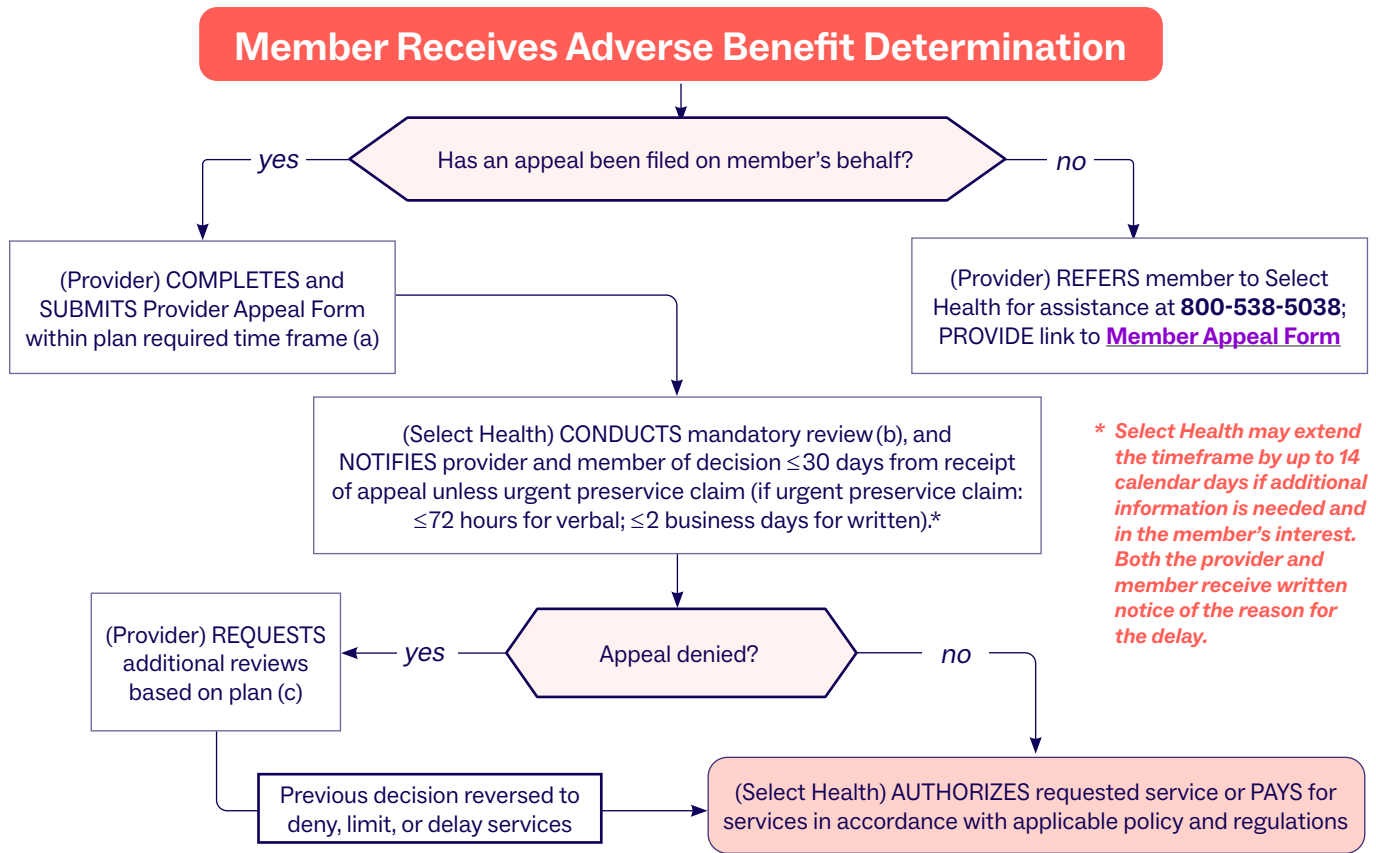 Member Receives Adverse Benefit Determination
Has an appeal been filed on member’s behalf?
yes
no
(Provider) COMPLETES and
SUBMITS Provider Appeal Form
within plan required time frame (a)
(Provider) REFERS member to Select
Health for assistance at 800-538-5038;
PROVIDE link to Member Appeal Form
(Select Health) CONDUCTS mandatory review (b), and
NOTIFIES provider and member of decision ≤30 days from receipt
of appeal unless urgent preservice claim (if urgent preservice claim:
≤72 hours for verbal; ≤2 business days for written).*
* Select Health may extend
the timeframe by up to 14
calendar days if additional
information is needed and
in the member’s interest.
Both the provider and
member receive written
notice of the reason for
the delay.
Appeal denied?
yes
no
(Provider) REQUESTS
additional reviews
based on plan (c)
Previous decision reversed to
deny, limit, or delay services
(Select Health) AUTHORIZES requested service or PAYS for
services in accordance with applicable policy and regulations